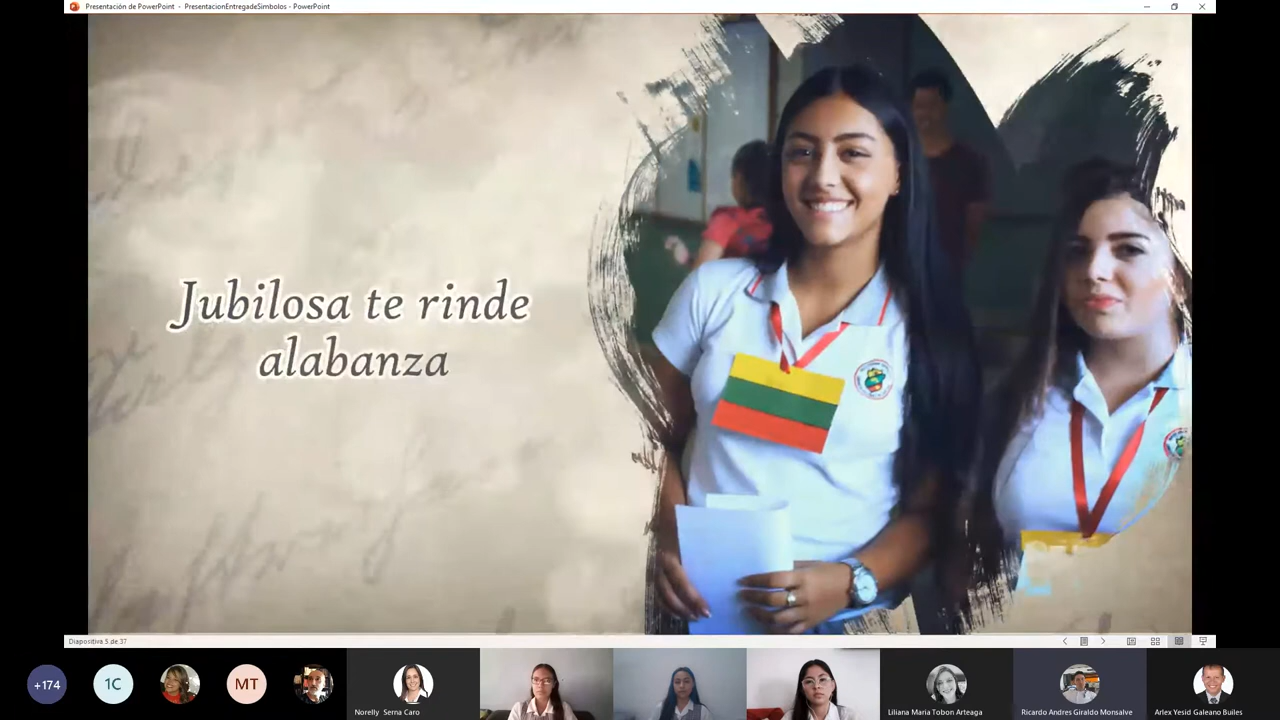 Presentación de PowerPoint - PresentacionEntregadeSimbolos - PowerPoint
Jubilosa te rinde
alabanza
Diapositiva 5 de 37
+174
1C
MT
Norelly Serna Caro
Liliana Maria Tobon Arteaga
Ricardo Andres Giraldo Monsalve
Arlex Yesid Galeano Builes